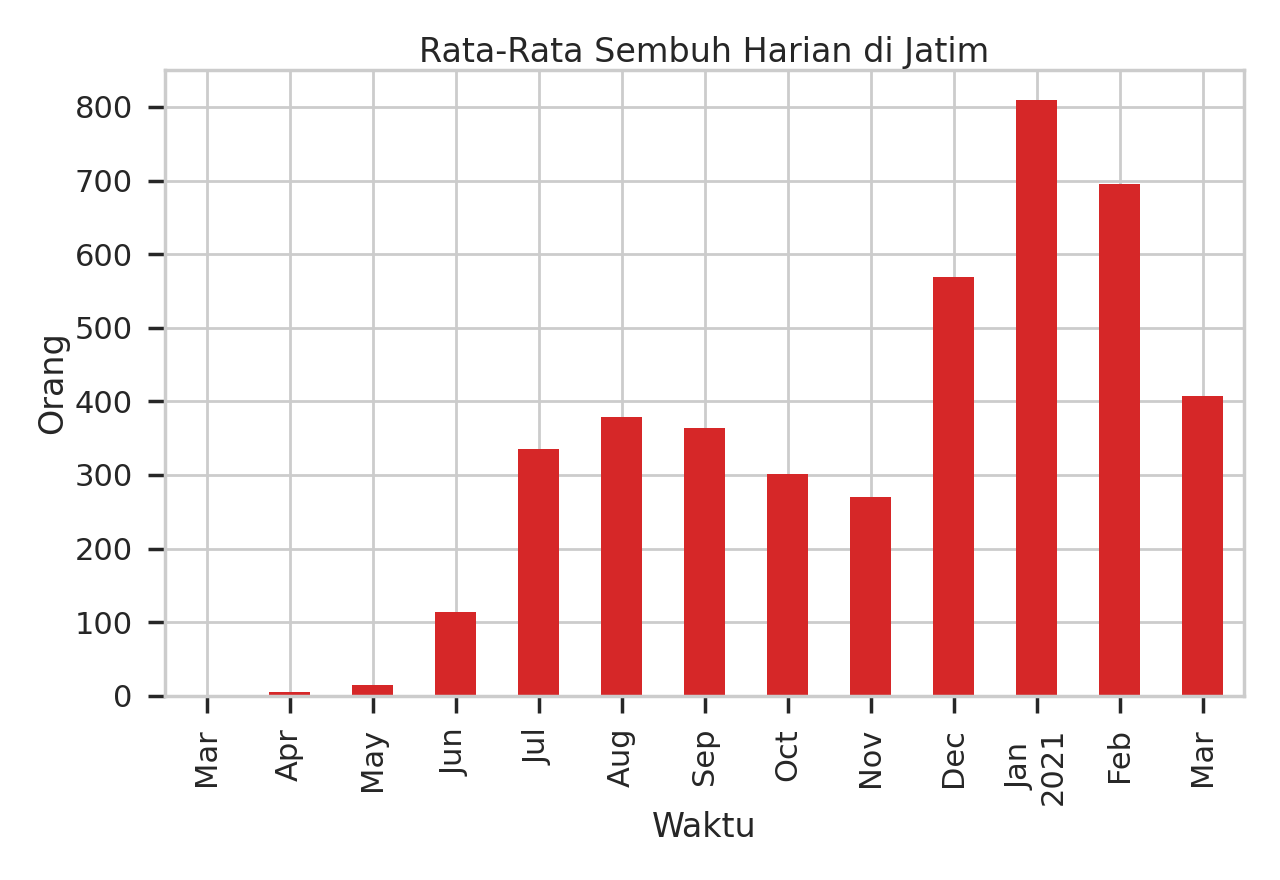 Rata-Rata Sembuh Harian di Jatim
800
700
600
500
400
300
200
100
0
Orang
Mar
Apr
May
Jun
Jul
Aug
Sep
Oct
Nov
Dec
Jan
2021
Feb
Mar
Waktu